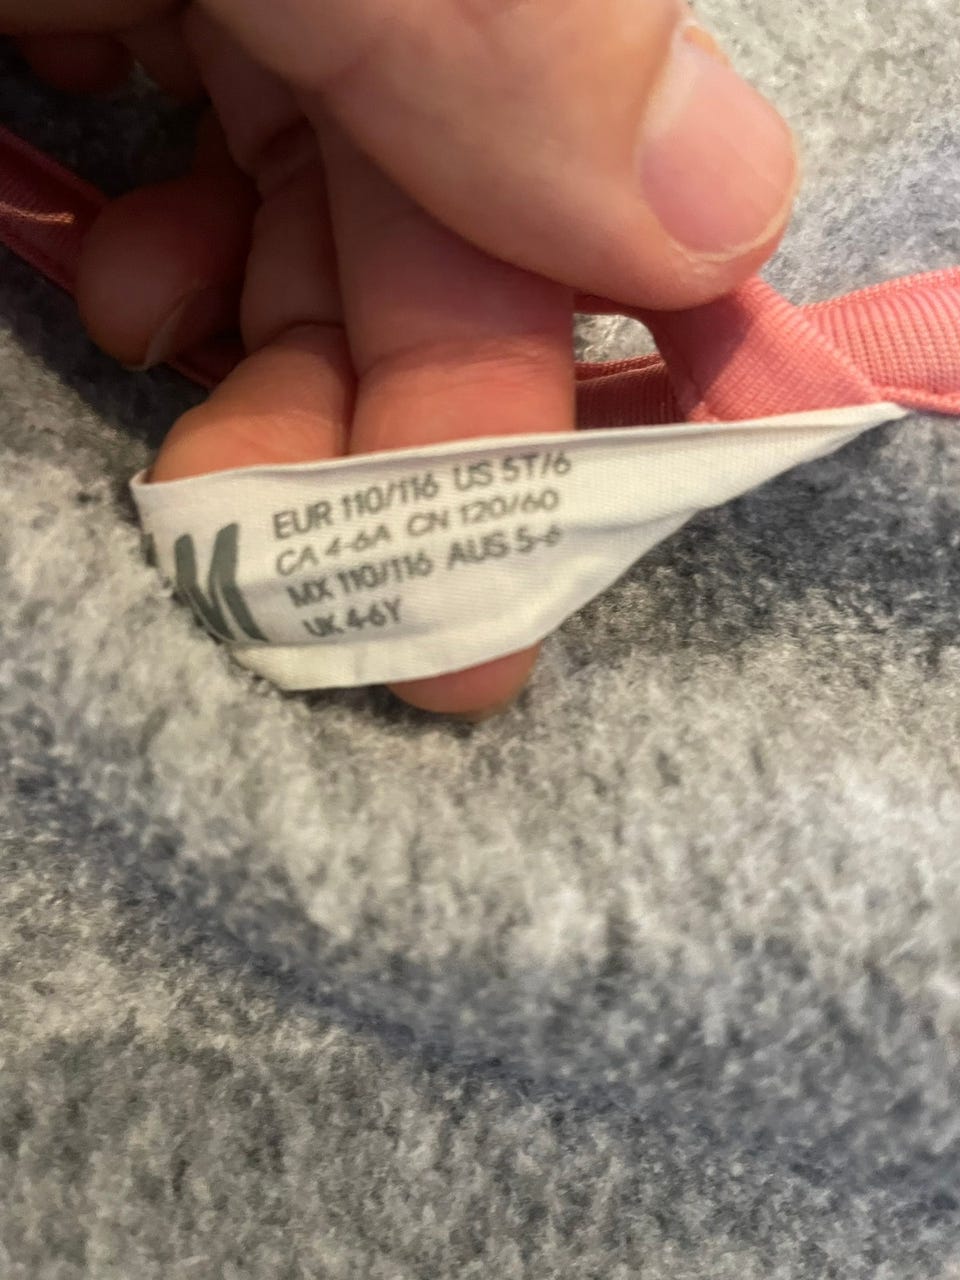 EUR 110/116 US 5T/6
CA 4-6A CN 120/60
M MX 110/116 AUS 5-6
UK 4-6Y